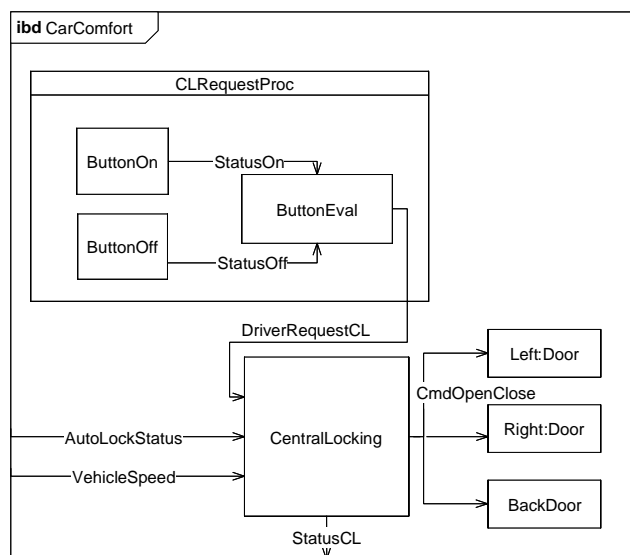 ibd CarComfort
CLRequestProc
ButtonOn
StatusOn
ButtonEval
ButtonOff
StatusOff
DriverRequestCL
Left:Door
CmdOpenClose
AutoLockStatus
CentralLocking
Right:Door
VehicleSpeed
BackDoor
StatusCL